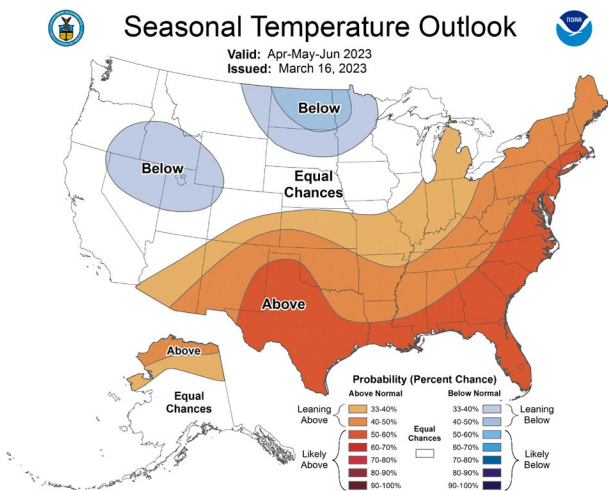 Seasonal Temperature Outlook
NOAA
Valid: Apr-May-Jun 2023
Issued: March 16, 2023
Below
Below
Equal
Chances
Above
Above
Equal
Chances
Probability (Percent Chance)
Above Normal
Below Normal
Leaning
Above
33-40%
40-50%
Likely
Above
50-60%
60-70%
70-80%
80-90%
90-100%
Equal
Chances
33-40%
40-50%
Leaning
Below
50-60%
60-70%
70-80%
80-90%
90-100%
Likely
Below